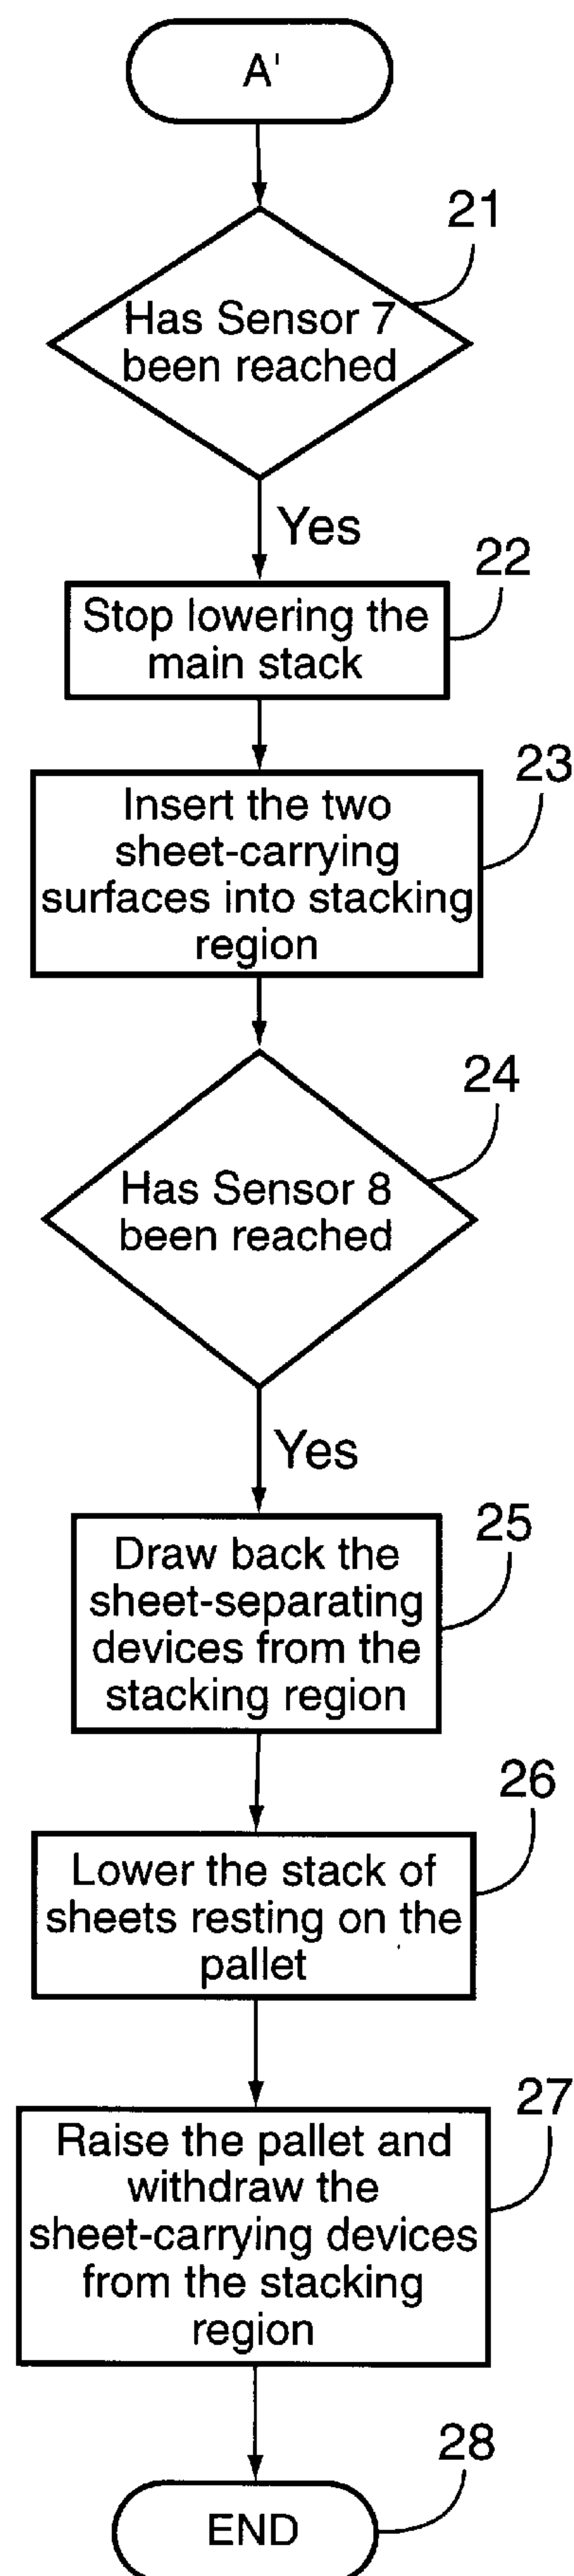 A'
21
Has Sensor 7
been reached
Yes
22
Stop lowering the
main stack
23
Insert the two
sheet-carrying
surfaces into stacking
region
24
Has Sensor 8
been reached
Yes
25
Draw back the
sheet-separating
devices from the
stacking region
26
Lower the stack of
sheets resting on the
pallet
27
Raise the pallet and
withdraw the
sheet-carrying devices
from the stacking
region
28
END